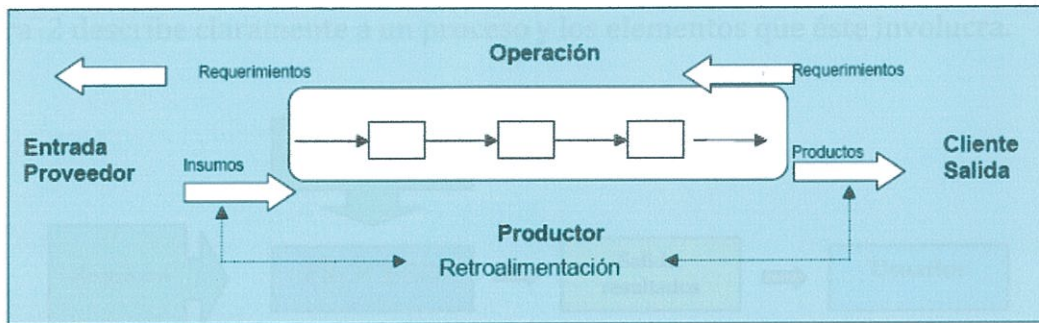 ra 2 describe claramente a un proceso y los elementos que éste involucra.
Operación
Requerimientos
Requerimientos
Entrada
Proveedor
Insumos
Productos
Cliente
Salida
Productor
Retroalimentación